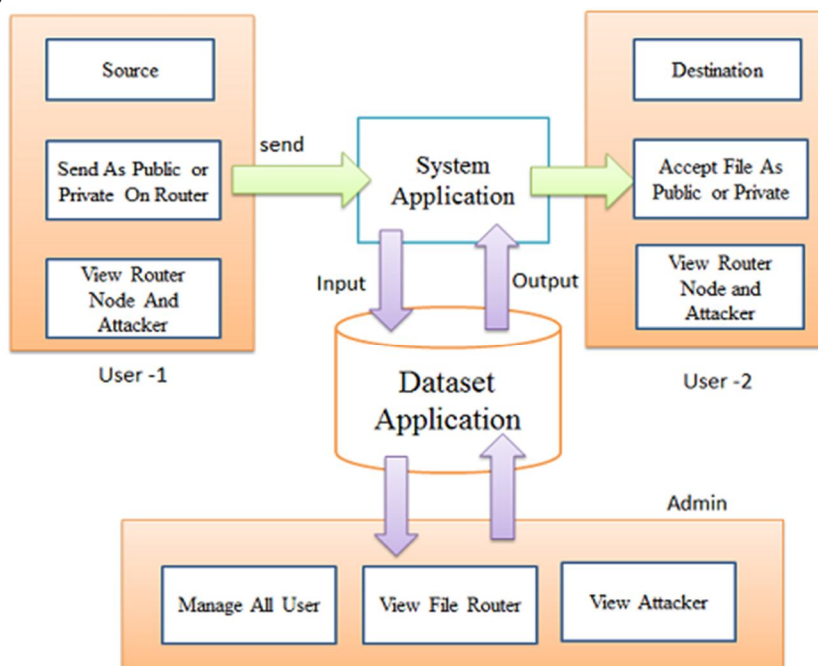 Source
Send As Public or
Private On Router
View Router
Node And
Attacker
User -1
send
System
Application
Input
Output
Dataset
Application
Destination
Accept File As
Public or Private
View Router
Node and
Attacker
User -2
Admin
Manage All User
View File Router
View Attacker